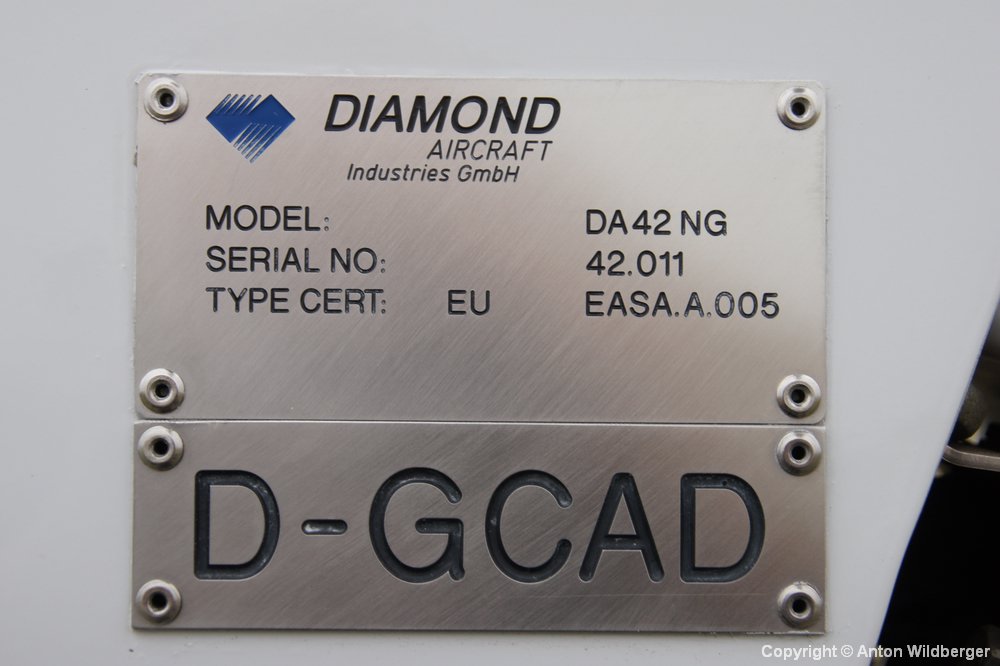 DIAMOND
AIRCRAFT
Industries GmbH
MODEL: DA42 NG
SERIAL NO: 42.011
TYPE CERT: EU EASA.A.005
D-GCAD
Copyright © Anton Wildberger